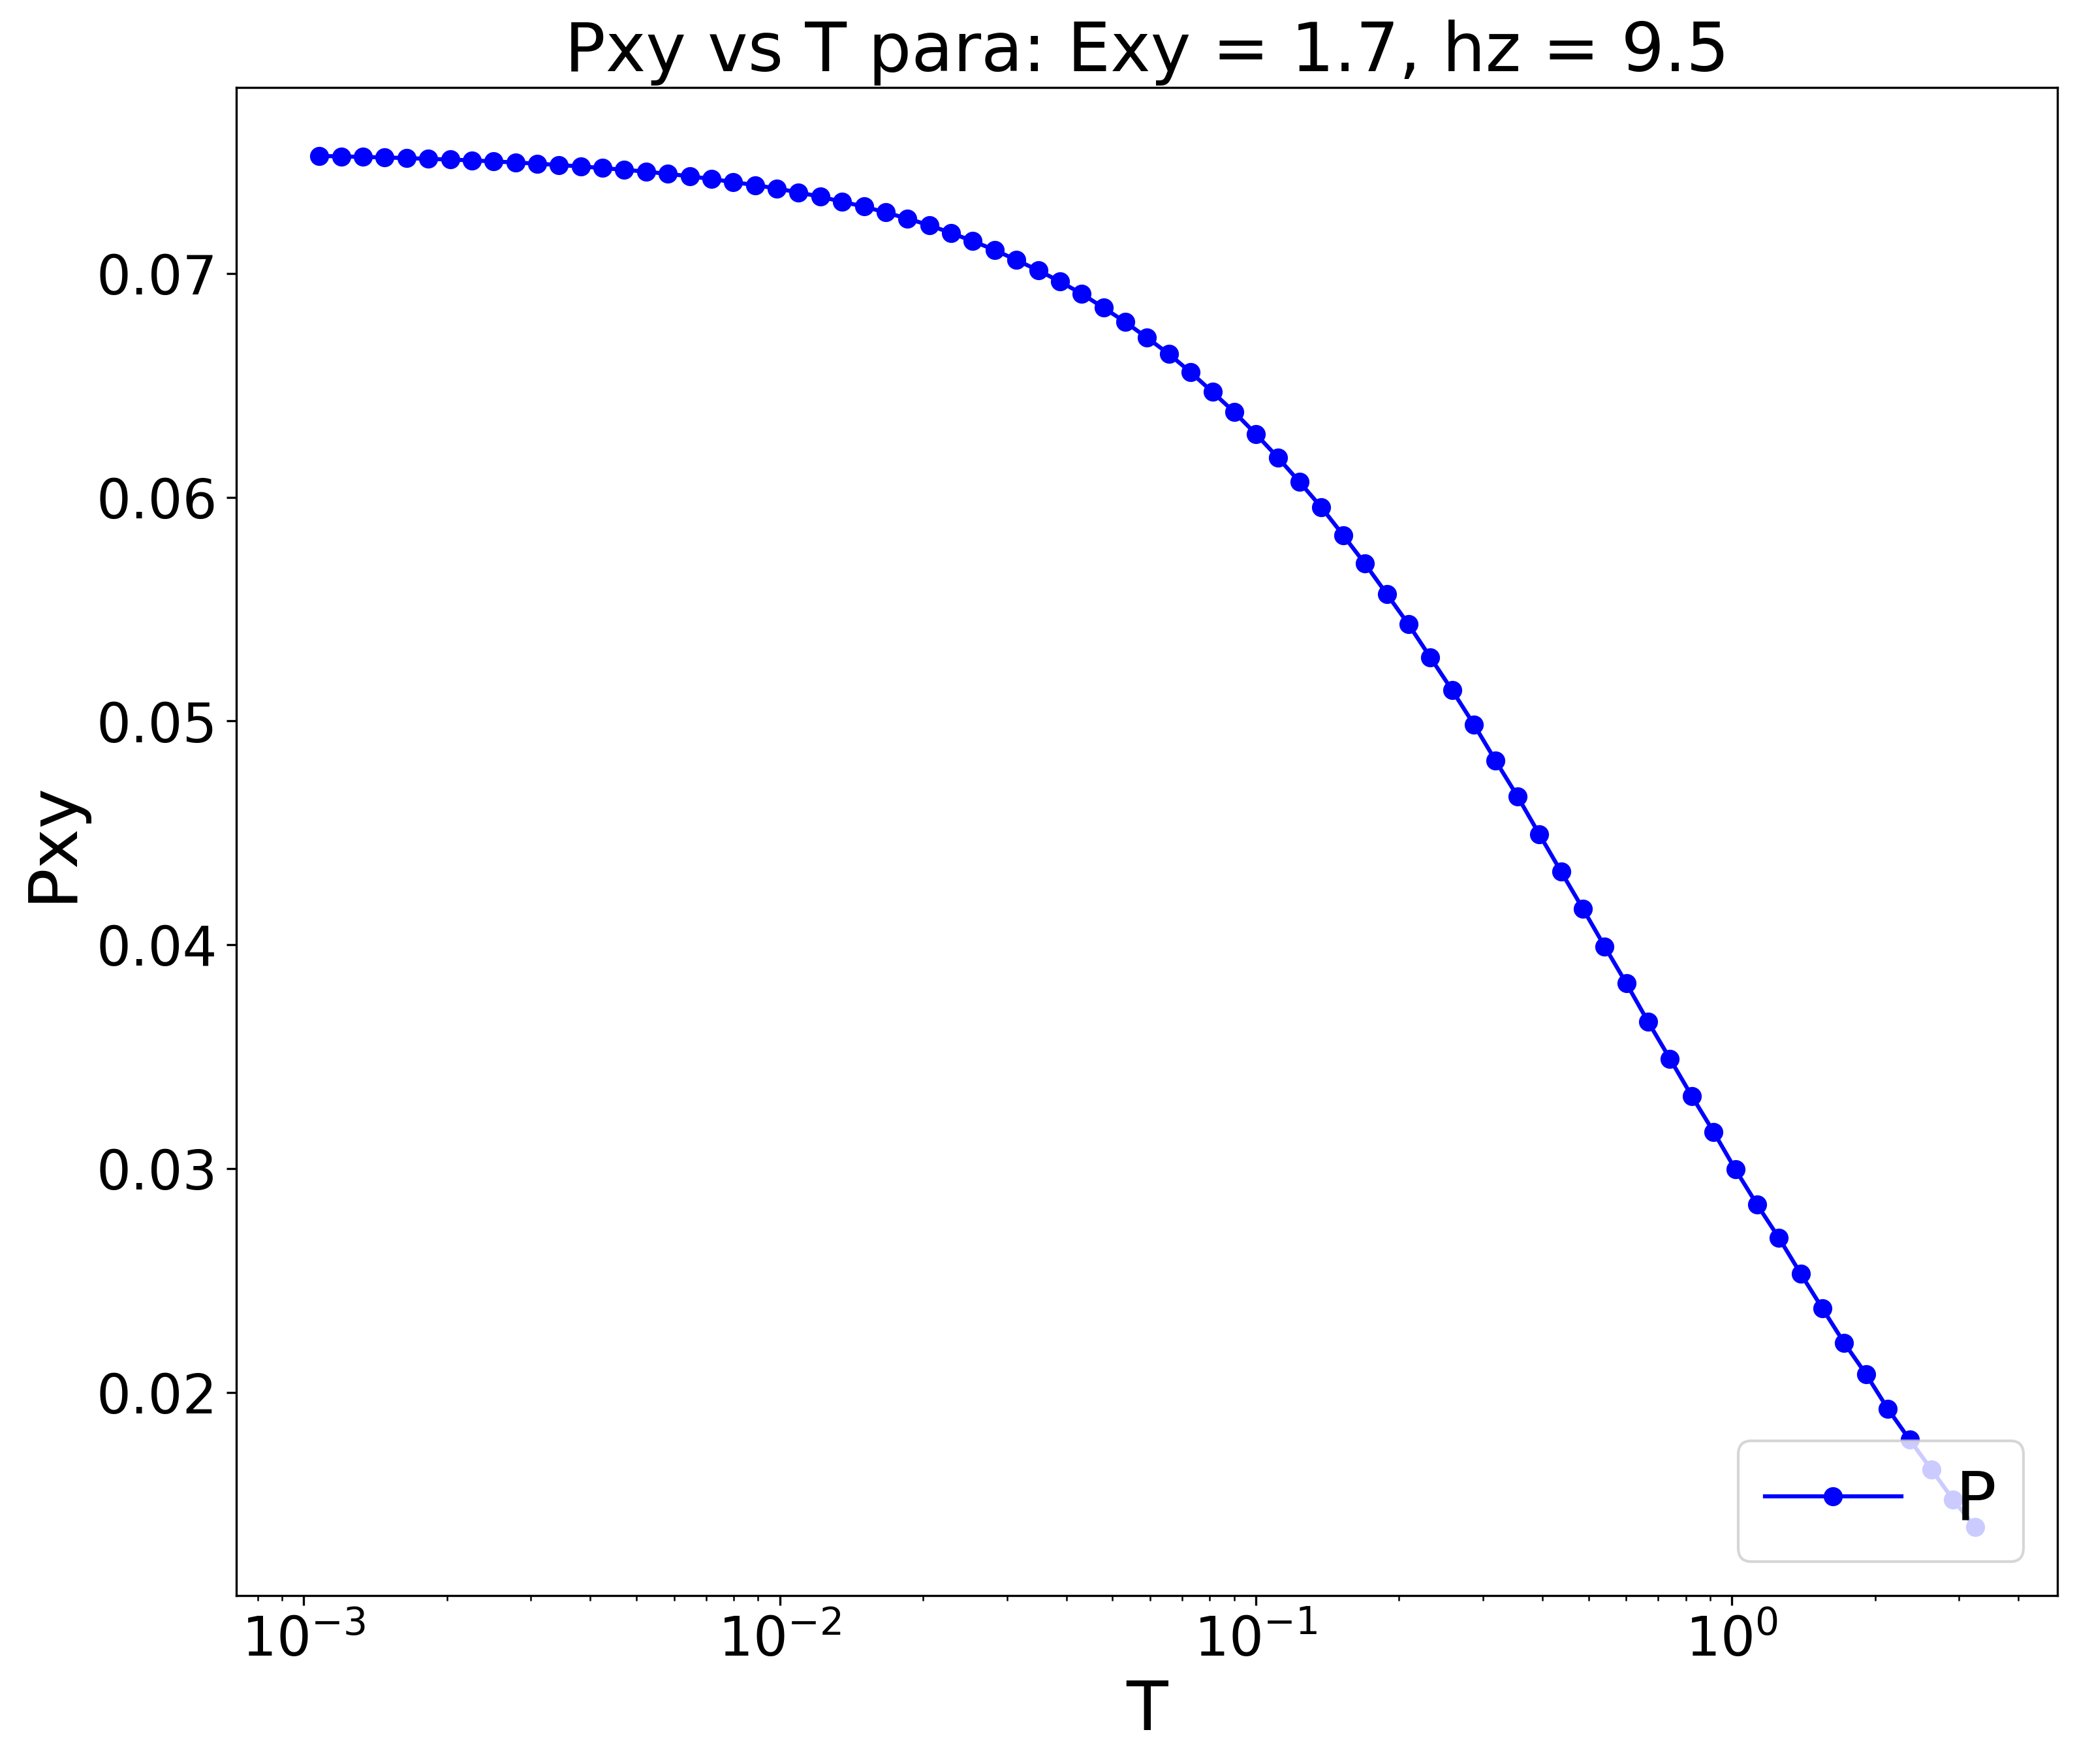 Pxy vs T para: Exy = 1.7, hz = 9.5
0.07
0.06
0.05
0.04
0.03
0.02
Pxy
P
10⁻³ 10⁻² 10⁻¹ 10⁰
T